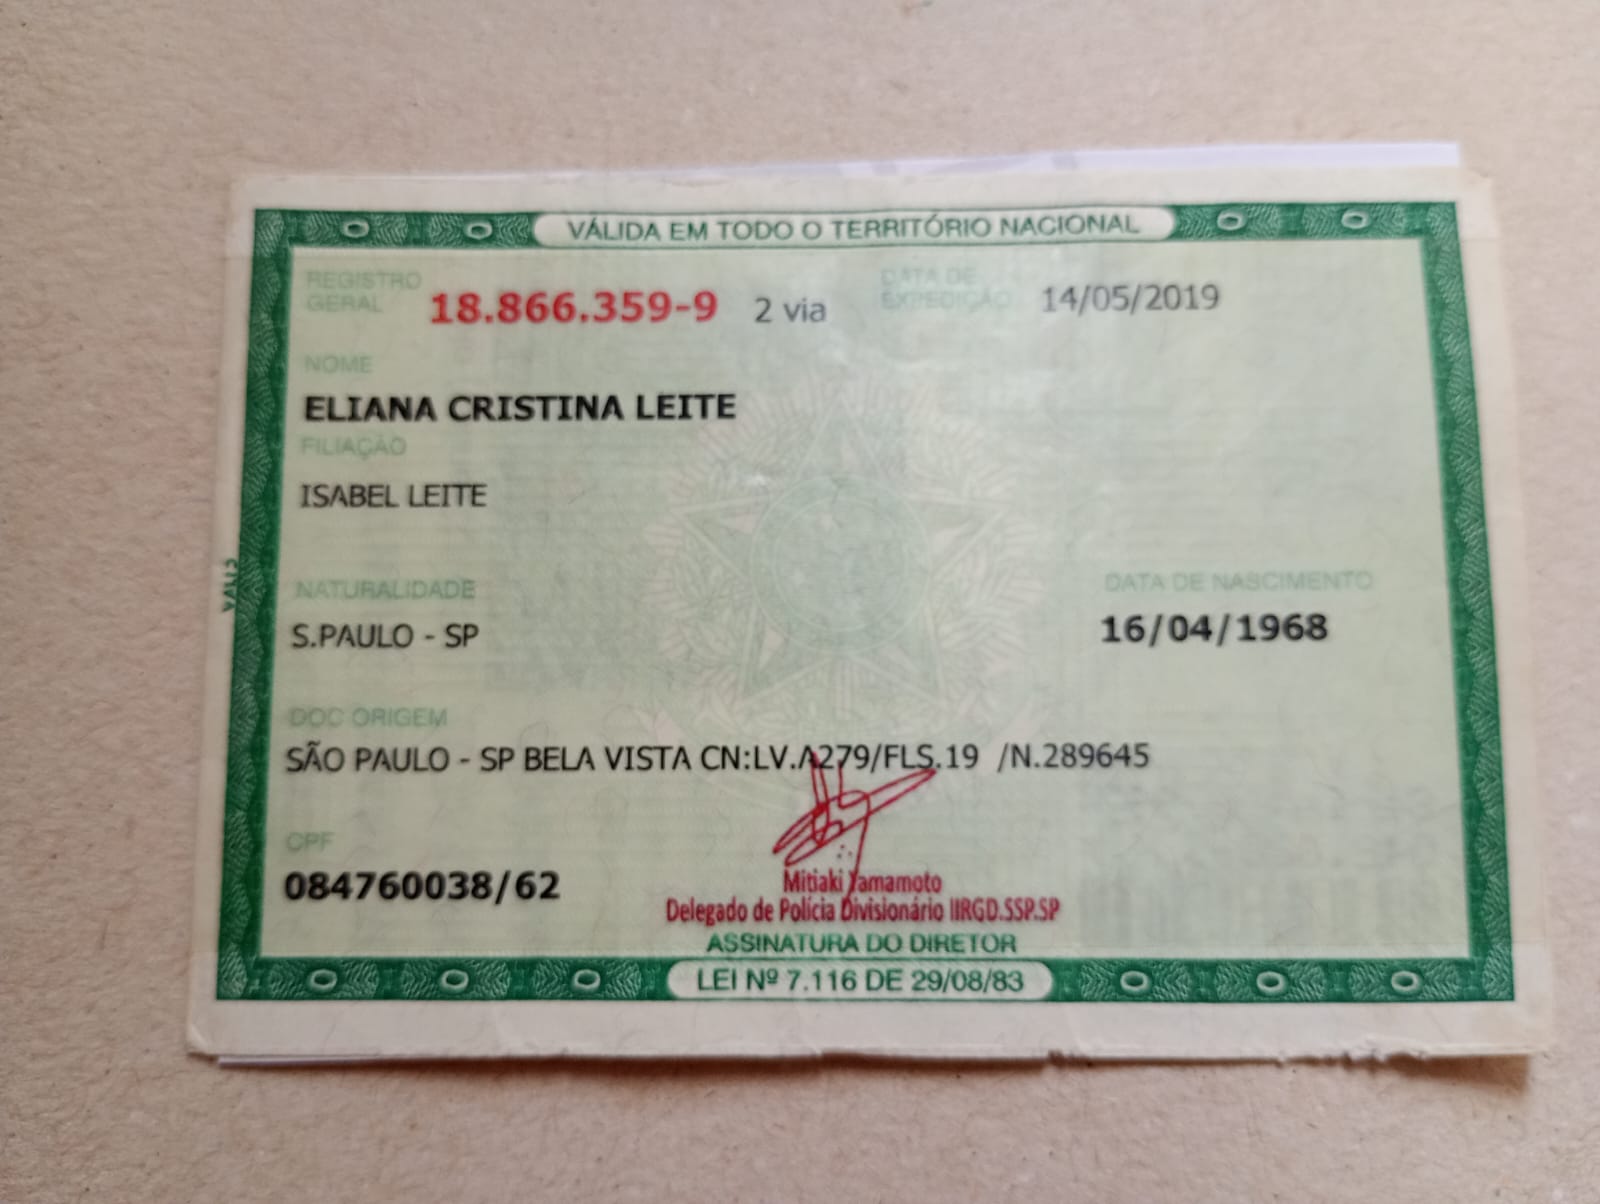 VÁLIDA EM TODO O TERRITÓRIO NACIONAL
REGISTRO GERAL 18.866.359-9 2 via DATA DE EXPEDIÇÃO 14/05/2019
NOME
ELIANA CRISTINA LEITE
FILIAÇÃO
ISABEL LEITE
NATURALIDADE DATA DE NASCIMENTO
S.PAULO - SP 16/04/1968
DOC ORIGEM
SÃO PAULO - SP BELA VISTA CN:LV.A279/FLS.19 /N.289645
CPF
084760038/62
Mitiaki Yamamoto
Delegado de Polícia Divisionário IIRGD.SSP.SP
ASSINATURA DO DIRETOR
LEI Nº 7.116 DE 29/08/83